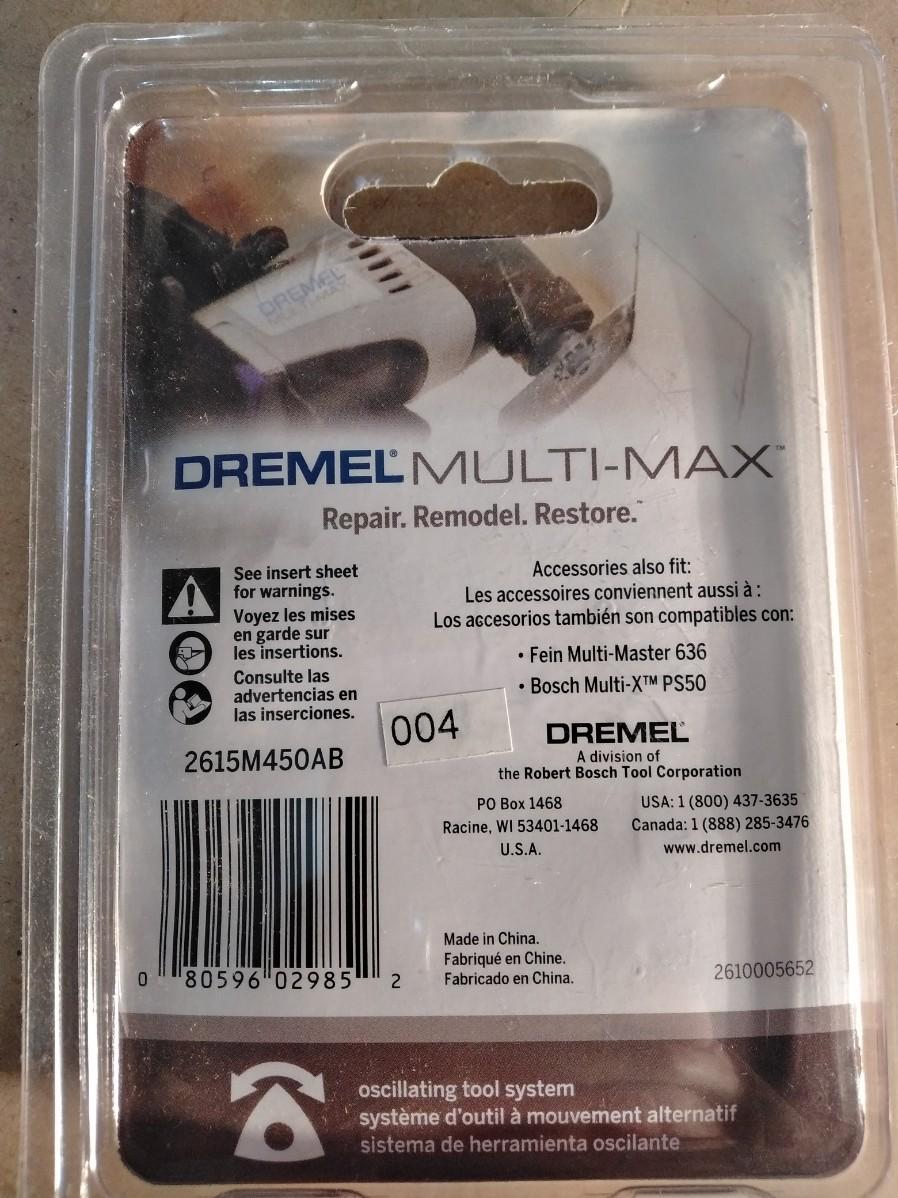 DREMEL
MULTI-MAX
DREMEL® MULTI-MAX™
Repair. Remodel. Restore.™
See insert sheet
for warnings.
Voyez les mises
en garde sur
les insertions.
Consulte las
advertencias en
las inserciones.
2615M450AB
Accessories also fit:
Les accessoires conviennent aussi à :
Los accesorios también son compatibles con:
• Fein Multi-Master 636
• Bosch Multi-X™ PS50
004
DREMEL®
A division of
the Robert Bosch Tool Corporation
PO Box 1468
Racine, WI 53401-1468
U.S.A.
USA: 1 (800) 437-3635
Canada: 1 (888) 285-3476
www.dremel.com
0 80596 02985 2
Made in China.
Fabriqué en Chine.
Fabricado en China.
2610005652
oscillating tool system
système d'outil à mouvement alternatif
sistema de herramienta oscilante